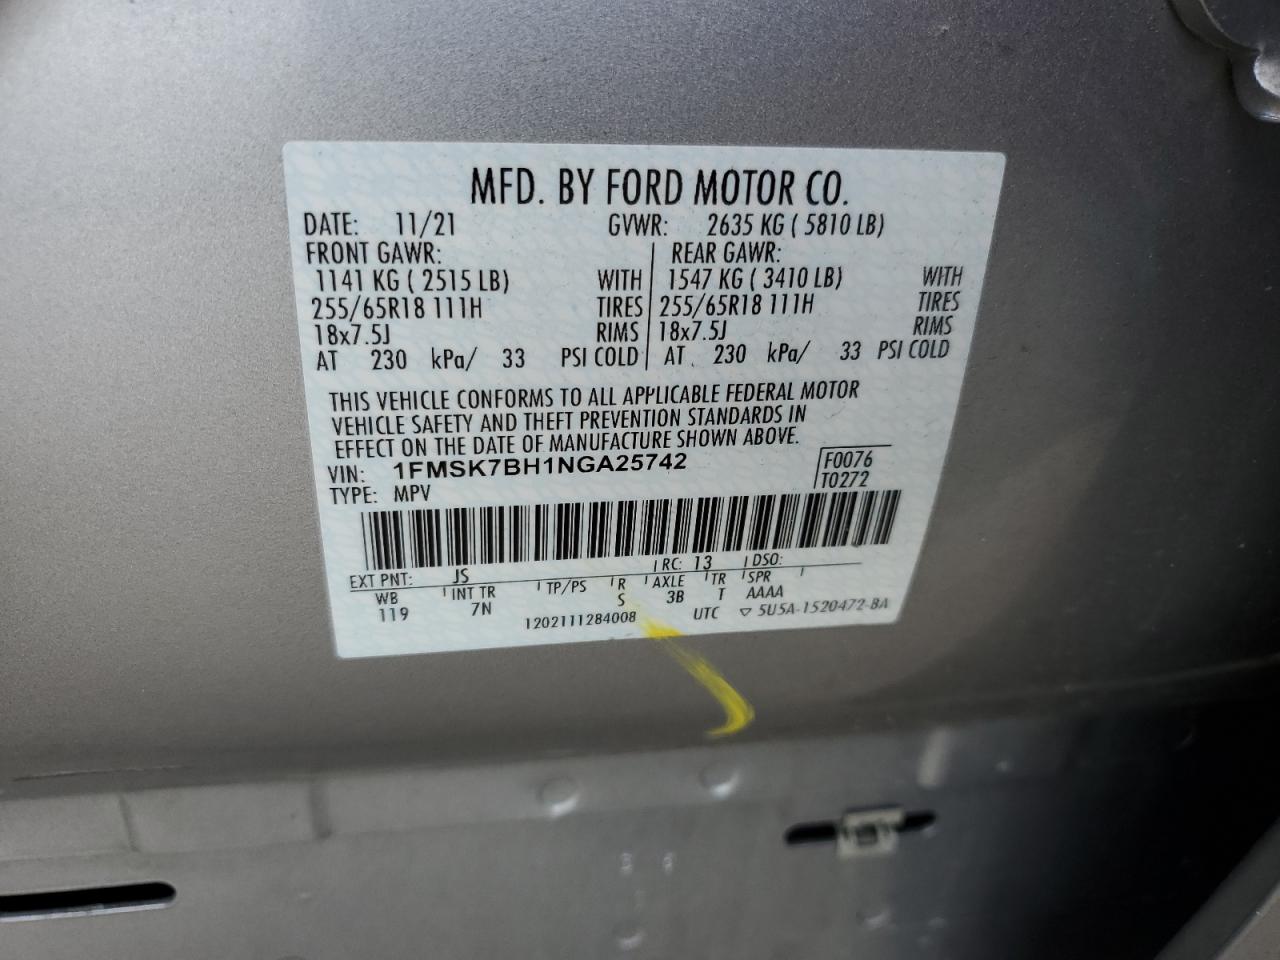 MFD. BY FORD MOTOR CO.
DATE: 11/21 GVWR: 2635 KG ( 5810 LB)
FRONT GAWR: REAR GAWR:
1141 KG ( 2515 LB) WITH 1547 KG ( 3410 LB) WITH
255/65R18 111H TIRES 255/65R18 111H TIRES
18x7.5J RIMS 18x7.5J RIMS
AT 230 kPa/ 33 PSI COLD AT 230 kPa/ 33 PSI COLD
THIS VEHICLE CONFORMS TO ALL APPLICABLE FEDERAL MOTOR
VEHICLE SAFETY AND THEFT PREVENTION STANDARDS IN
EFFECT ON THE DATE OF MANUFACTURE SHOWN ABOVE.
VIN: 1FMSK7BH1NGA25742 F0076
TYPE: MPV T0272
EXT PNT: JS RC: 13 DSO:
WB INT TR TP/PS R AXLE TR SPR
119 7N S 3B T AAAA
1202111284008 UTC ▽ 5U5A-1520472-BA